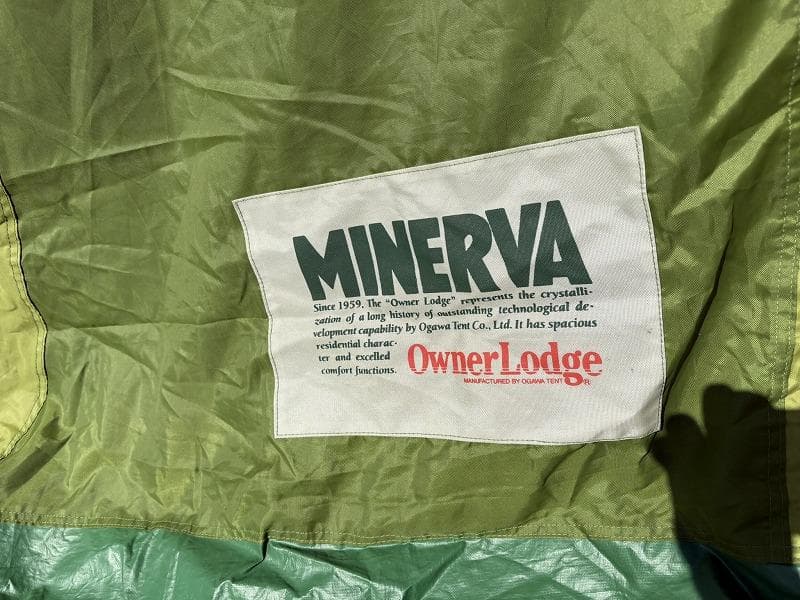 MINERVA
Since 1959. The "Owner Lodge" represents the crystalli-
zation of a long history of outstanding technological de-
velopment capability by Ogawa Tent Co., Ltd. It has spacious
residential charac-
ter and excelled
comfort functions.
OwnerLodge
MANUFACTURED BY OGAWA TENT ®